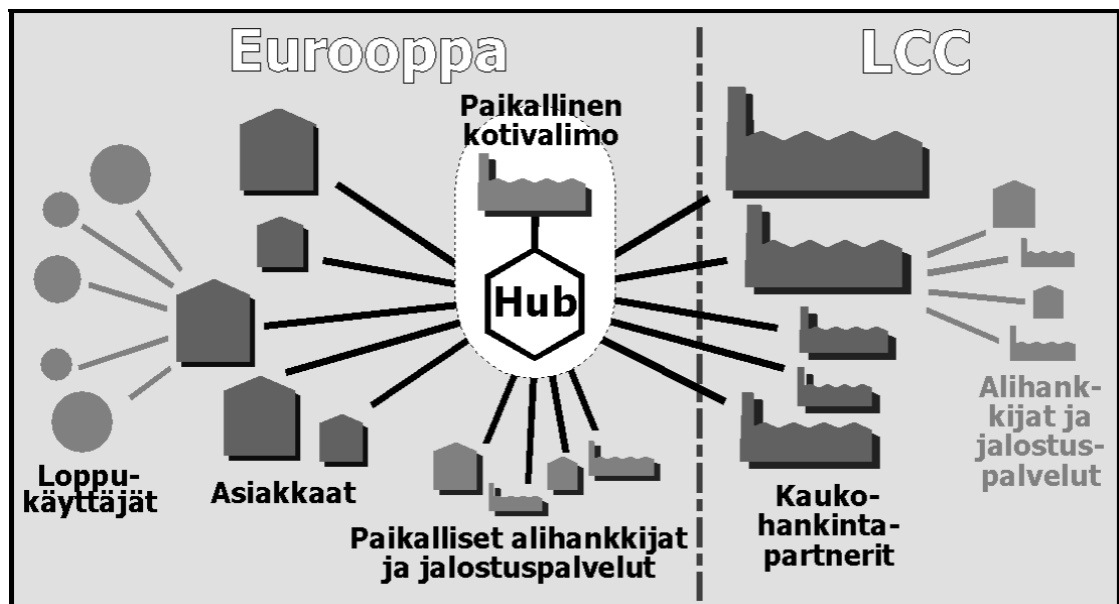 Eurooppa
LCC
Paikallinen
kotivalimo
Hub
Loppu-
käyttäjät
Asiakkaat
Paikalliset alihankkijat
ja jalostuspalvelut
Kauko-
hankinta-
partnerit
Alihank-
kijat ja
jalostus-
palvelut